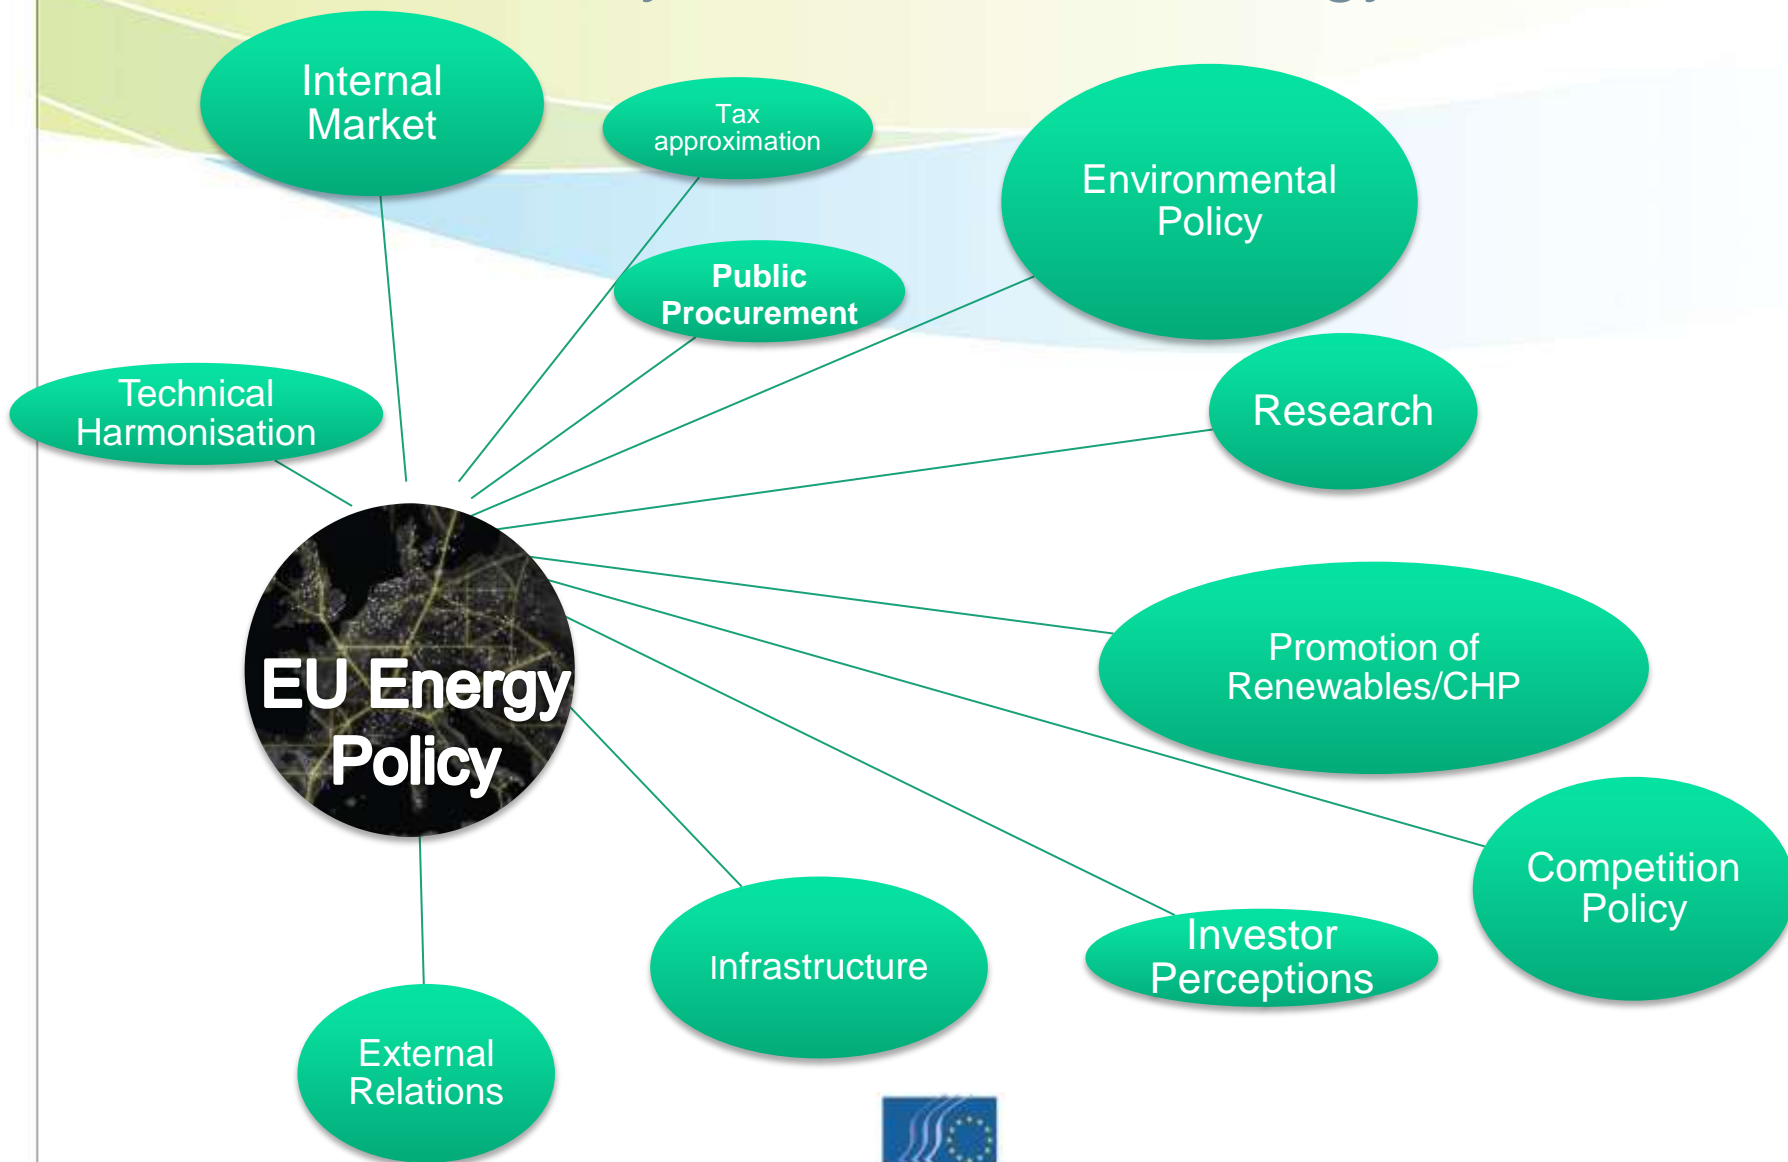 Internal
Market
Tax
approximation
Environmental
Policy
Public
Procurement
Technical
Harmonisation
Research
EU Energy
Policy
Promotion of
Renewables/CHP
Competition
Policy
Investor
Perceptions
Infrastructure
External
Relations